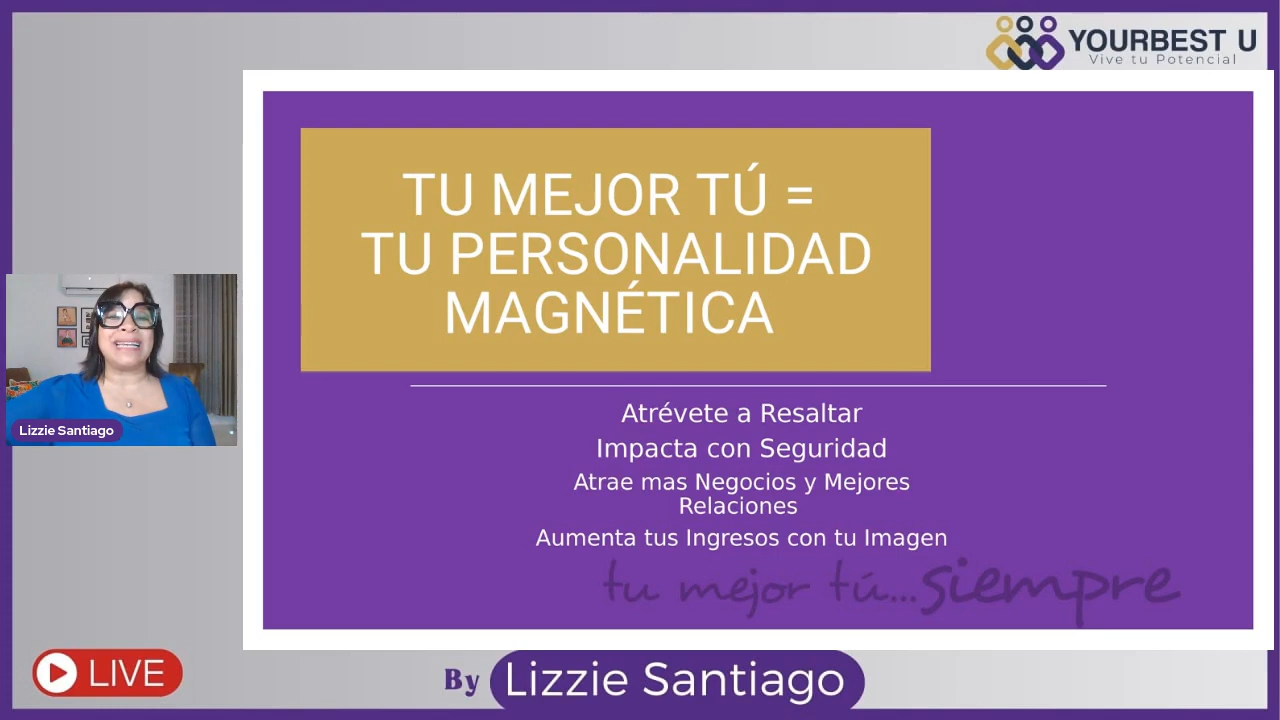 YOURBEST U
Vive tu Potencial
TU MEJOR TÚ =
TU PERSONALIDAD
MAGNÉTICA
Atrévete a Resaltar
Impacta con Seguridad
Atrae mas Negocios y Mejores
Relaciones
Aumenta tus Ingresos con tu Imagen
tu mejor tú...siempre
Lizzie Santiago
LIVE
By Lizzie Santiago